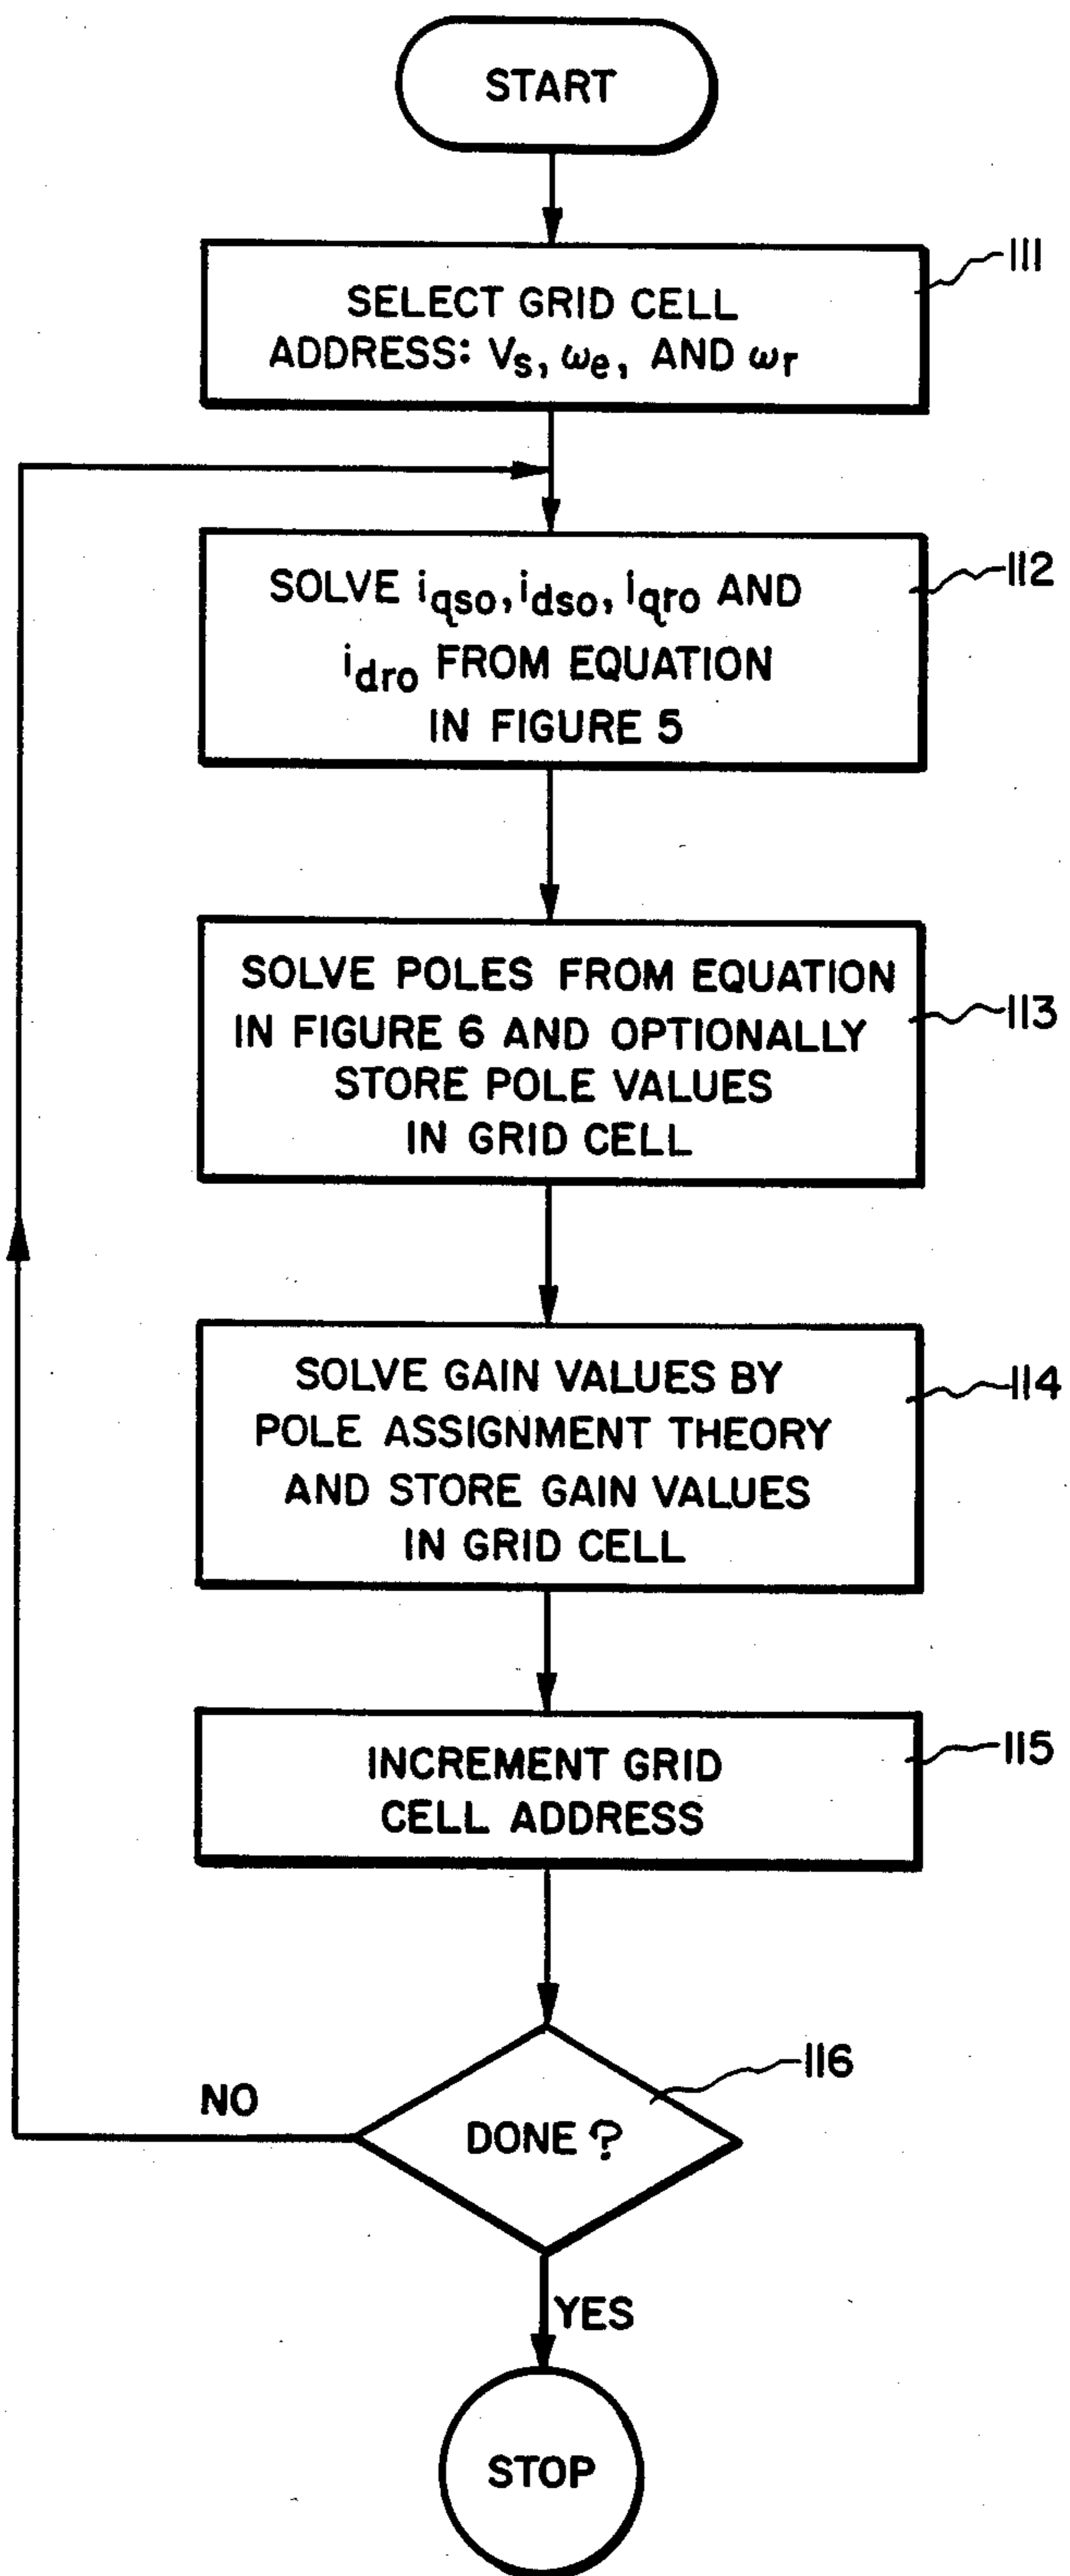 START
111
SELECT GRID CELL
ADDRESS: Vs, ωe, AND ωr
112
SOLVE iqso, idso, iqro AND
idro FROM EQUATION
IN FIGURE 5
SOLVE POLES FROM EQUATION
IN FIGURE 6 AND OPTIONALLY
STORE POLE VALUES
IN GRID CELL
113
SOLVE GAIN VALUES BY
POLE ASSIGNMENT THEORY
AND STORE GAIN VALUES
IN GRID CELL
114
INCREMENT GRID
CELL ADDRESS
115
116
NO
DONE ?
YES
STOP